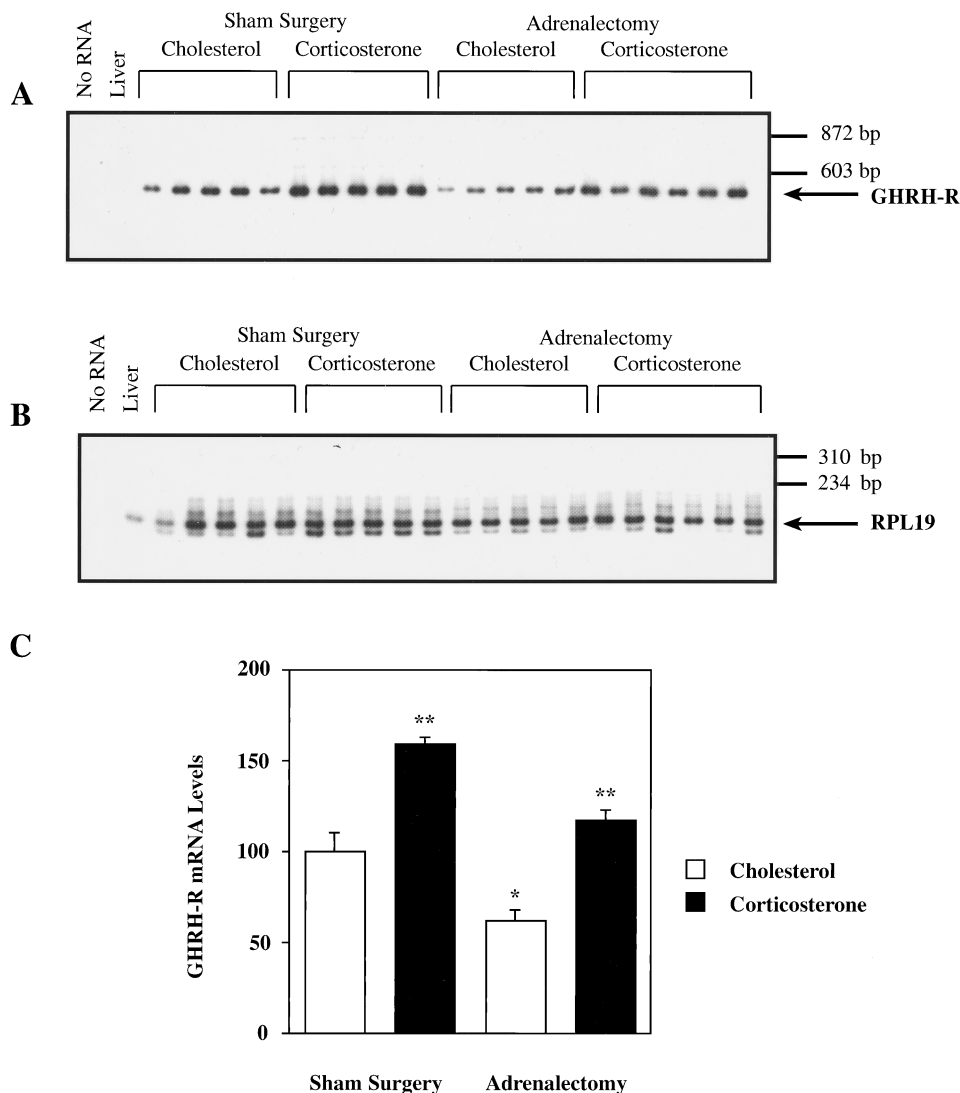 A
No RNA
Liver
Sham Surgery
Cholesterol Corticosterone
Adrenalectomy
Cholesterol Corticosterone
872 bp
603 bp
GHRH-R
B
No RNA
Liver
Sham Surgery
Cholesterol Corticosterone
Adrenalectomy
Cholesterol Corticosterone
310 bp
234 bp
RPL19
C
GHRH-R mRNA Levels
200
150
100
50
0
**
*
**
Cholesterol
Corticosterone
Sham Surgery Adrenalectomy